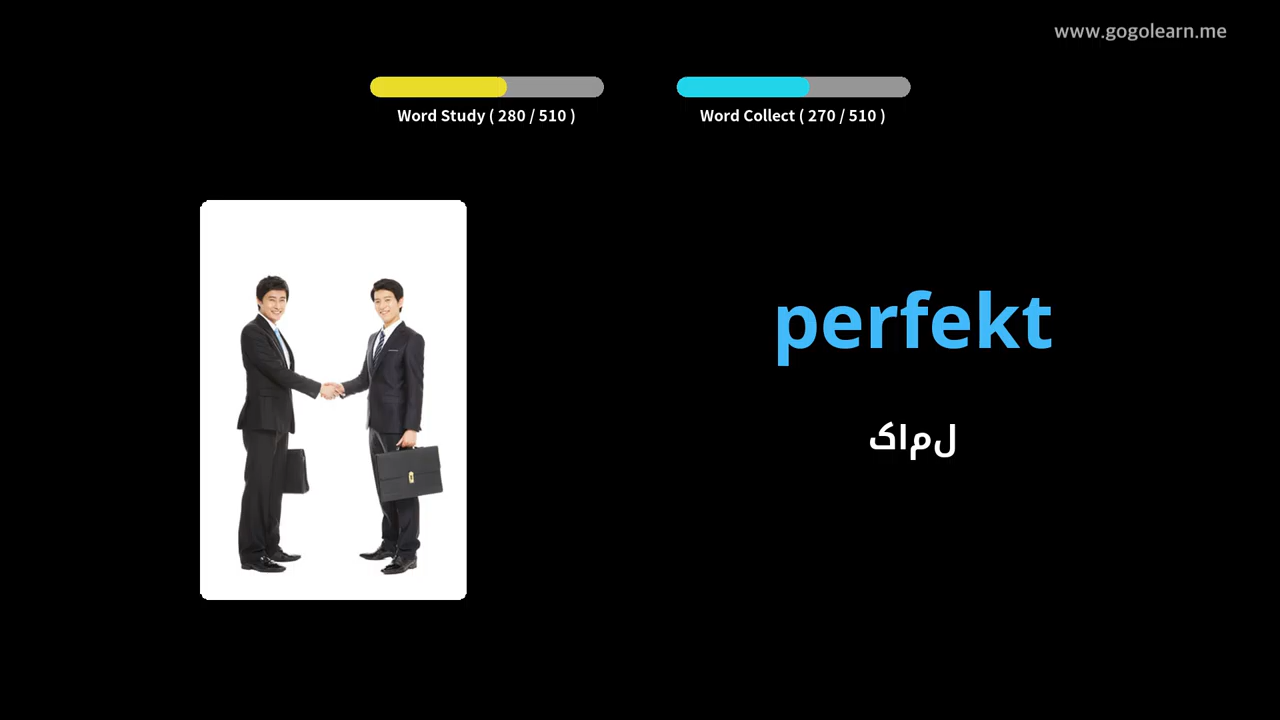 www.gogolearn.me
Word Study ( 280 / 510 )
Word Collect ( 270 / 510 )
perfekt
کامل